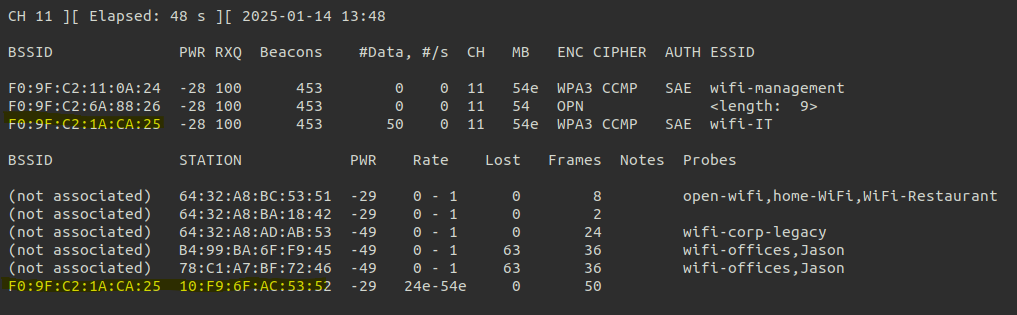 CH 11 ][ Elapsed: 48 s ][ 2025-01-14 13:48
BSSID PWR RXQ Beacons #Data, #/s CH MB ENC CIPHER AUTH ESSID
F0:9F:C2:11:0A:24 -28 100 453 0 0 11 54e WPA3 CCMP SAE wifi-management
F0:9F:C2:6A:88:26 -28 100 453 0 0 11 54 OPN <length: 9>
F0:9F:C2:1A:CA:25 -28 100 453 50 0 11 54e WPA3 CCMP SAE wifi-IT
BSSID STATION PWR Rate Lost Frames Notes Probes
(not associated) 64:32:A8:BC:53:51 -29 0 - 1 0 8 open-wifi,home-WiFi,WiFi-Restaurant
(not associated) 64:32:A8:BA:18:42 -29 0 - 1 0 2
(not associated) 64:32:A8:AD:AB:53 -49 0 - 1 0 24 wifi-corp-legacy
(not associated) B4:99:BA:6F:F9:45 -49 0 - 1 63 36 wifi-offices,Jason
(not associated) 78:C1:A7:BF:72:46 -49 0 - 1 63 36 wifi-offices,Jason
F0:9F:C2:1A:CA:25 10:F9:6F:AC:53:52 -29 24e-54e 0 50